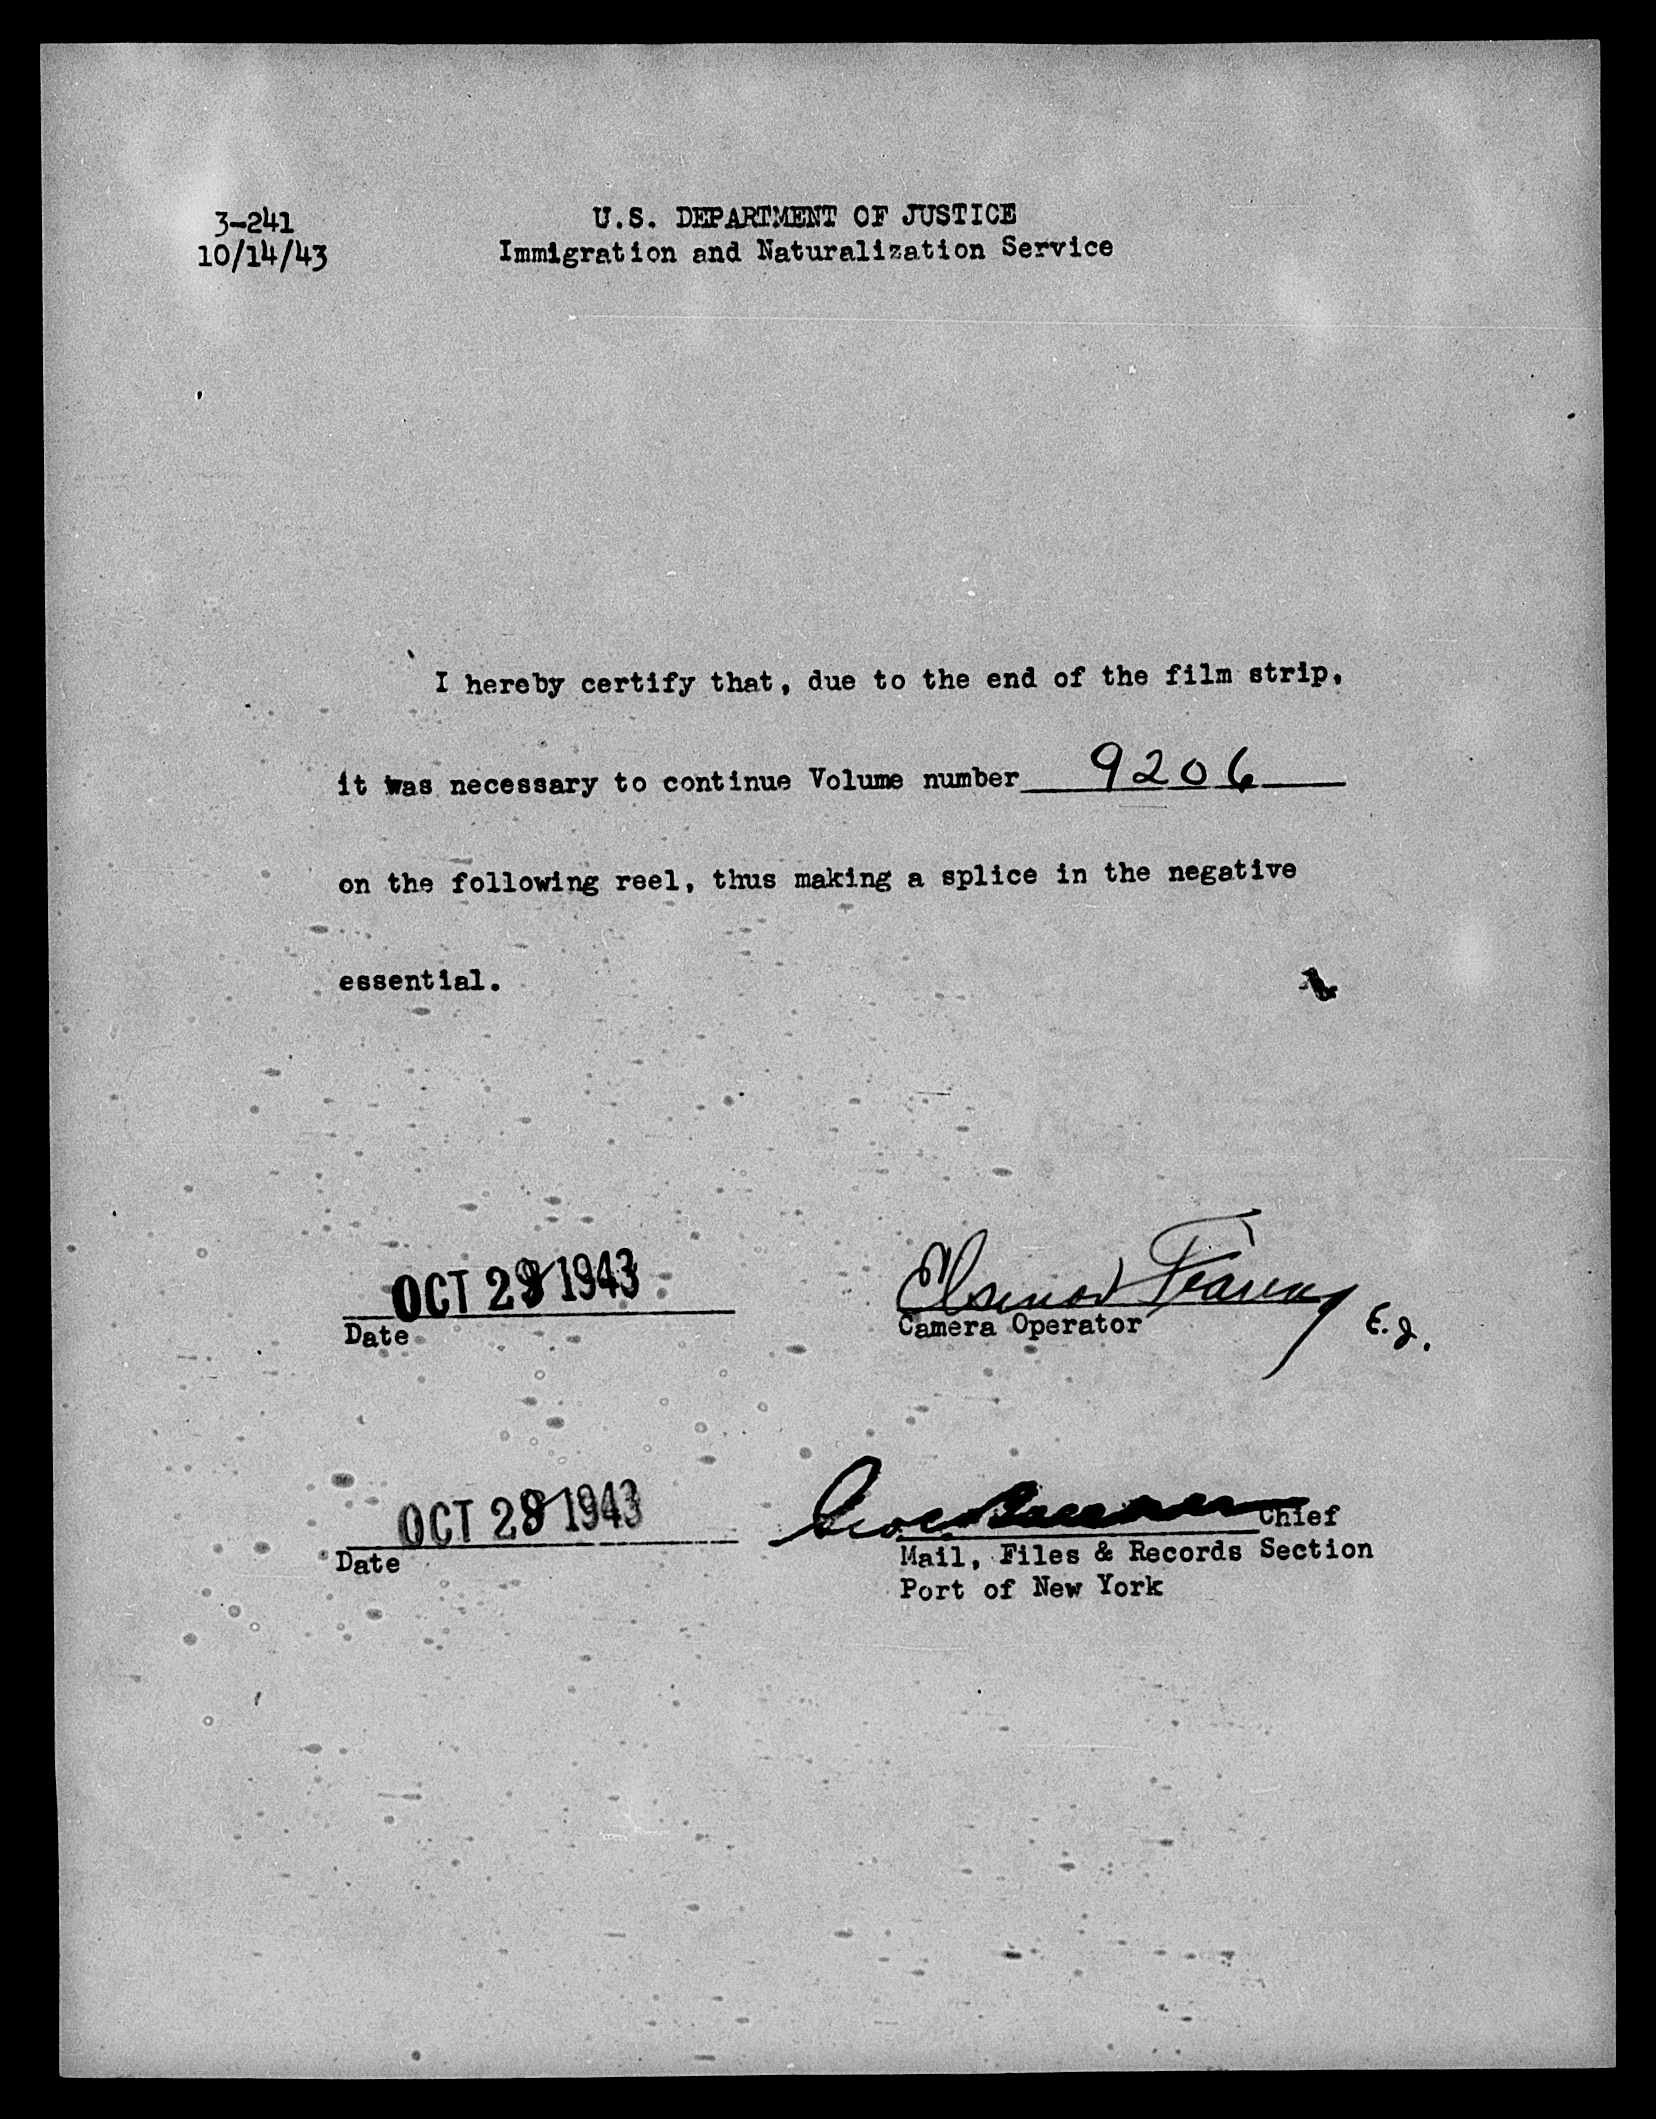 3-241
10/14/43
U.S. DEPARTMENT OF JUSTICE
Immigration and Naturalization Service
I hereby certify that, due to the end of the film strip,
it was necessary to continue Volume number 9206
on the following reel, thus making a splice in the negative
essential.
OCT 29 1943
Date
Camera Operator
E.J.
OCT 29 1943
Date
Chief
Mail, Files & Records Section
Port of New York